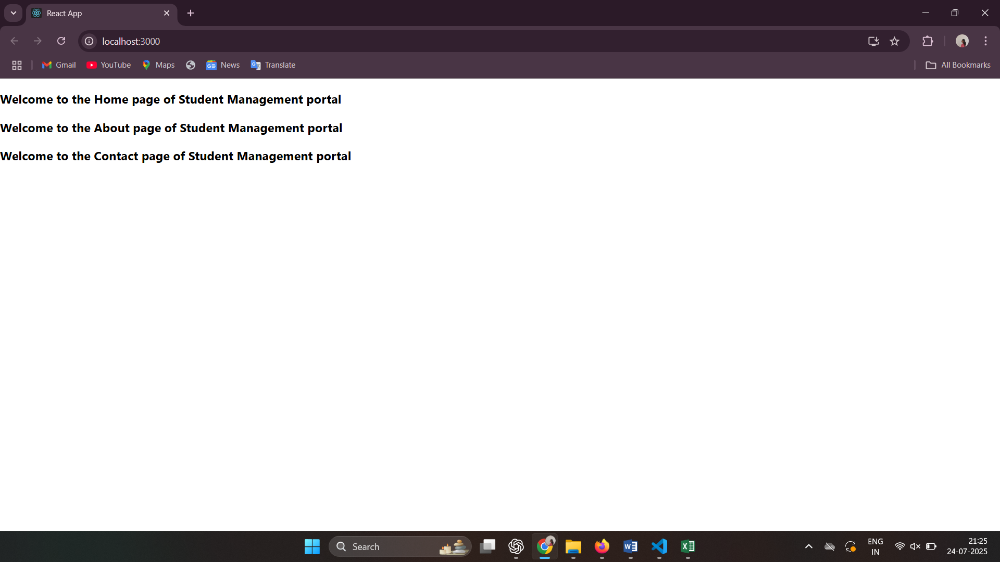 React App
localhost:3000
Gmail
YouTube
Maps
News
Translate
All Bookmarks
Welcome to the Home page of Student Management portal
Welcome to the About page of Student Management portal
Welcome to the Contact page of Student Management portal
Search
ENG
IN
21:25
24-07-2025